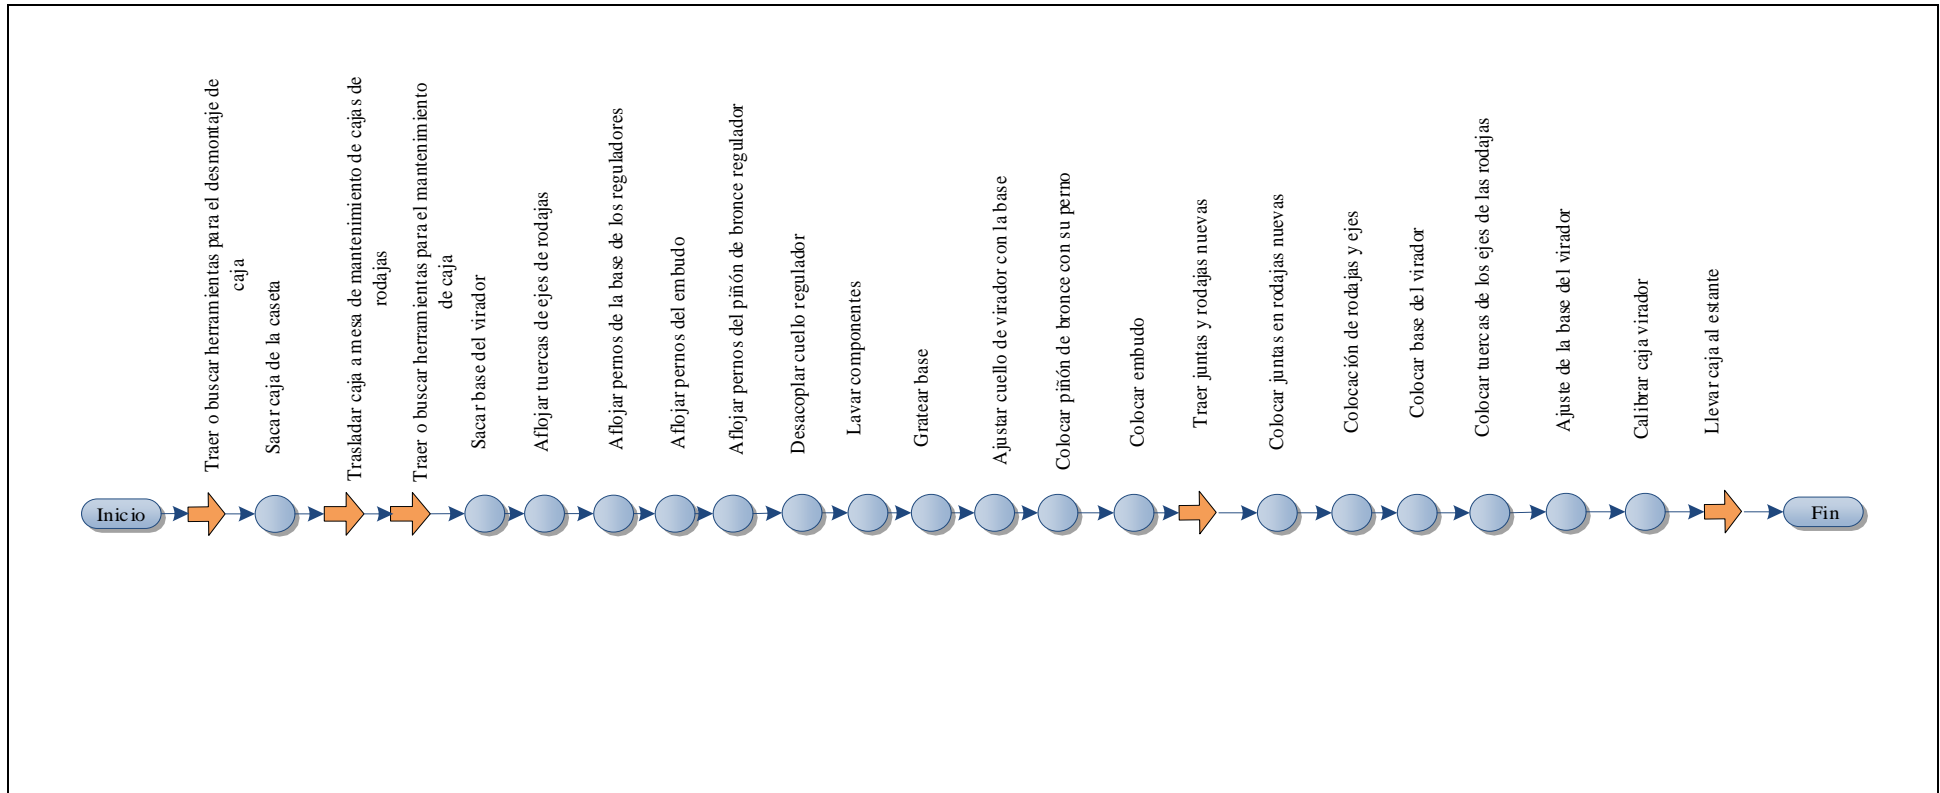 Inicio
Traer o buscar herramientas para el desmontaje de
caja
Sacar caja de la caseta
Trasladar caja a mesa de mantenimiento de cajas de
rodajas
Traer o buscar herramientas para el mantenimiento
de caja
Sacar base del virador
Aflojar tuercas de ejes de rodajas
Aflojar pernos de la base de los reguladores
Aflojar pernos del embudo
Aflojar pernos del piñón de bronce regulador
Desacoplar cuello regulador
Lavar componentes
Gratear base
Ajustar cuello de virador con la base
Colocar piñón de bronce con su perno
Colocar embudo
Traer juntas y rodajas nuevas
Colocar juntas en rodajas nuevas
Colocación de rodajas y ejes
Colocar base del virador
Colocar tuercas de los ejes de las rodajas
Ajuste de la base del virador
Calibrar caja virador
Llevar caja al estante
Fin